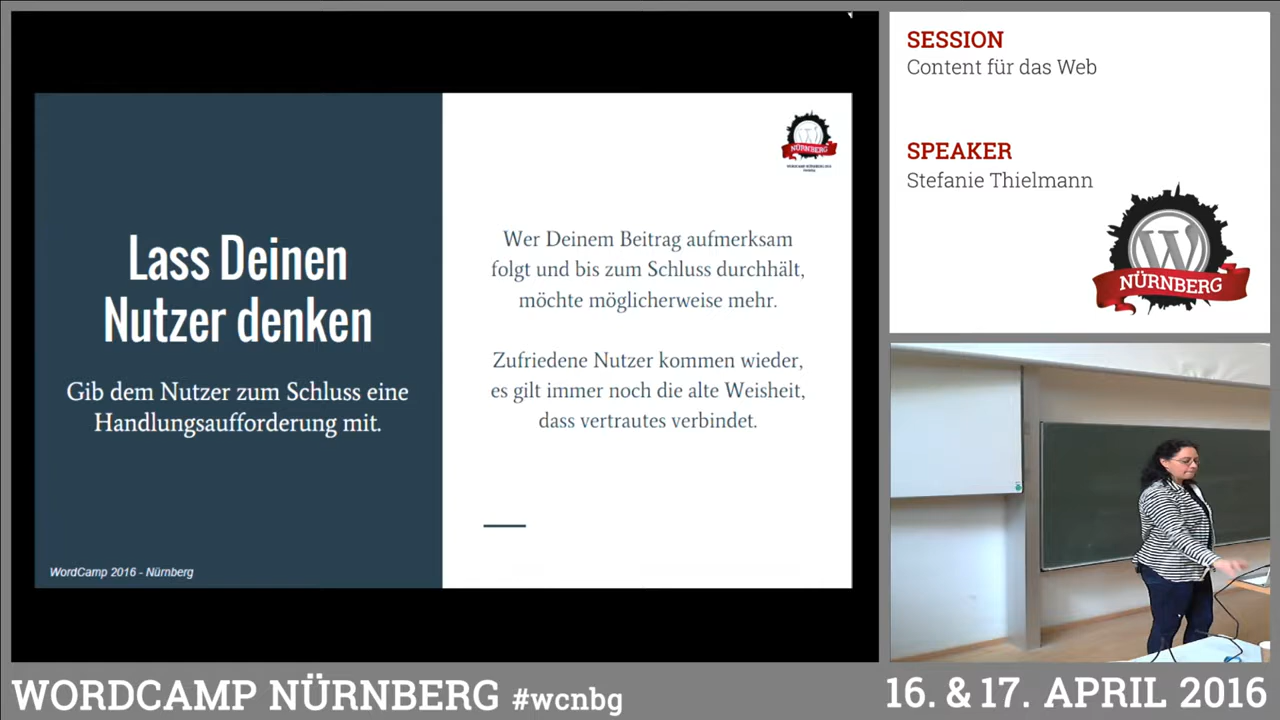 Lass Deinen
Nutzer denken
Gib dem Nutzer zum Schluss eine
Handlungsaufforderung mit.
WordCamp 2016 - Nürnberg
NÜRNBERG
WORDCAMP NÜRNBERG 2016
Wer Deinem Beitrag aufmerksam
folgt und bis zum Schluss durchhält,
möchte möglicherweise mehr.
Zufriedene Nutzer kommen wieder,
es gilt immer noch die alte Weisheit,
dass vertrautes verbindet.
SESSION
Content für das Web
SPEAKER
Stefanie Thielmann
W
NÜRNBERG
WORDCAMP NÜRNBERG #wcnbg
16. & 17. APRIL 2016